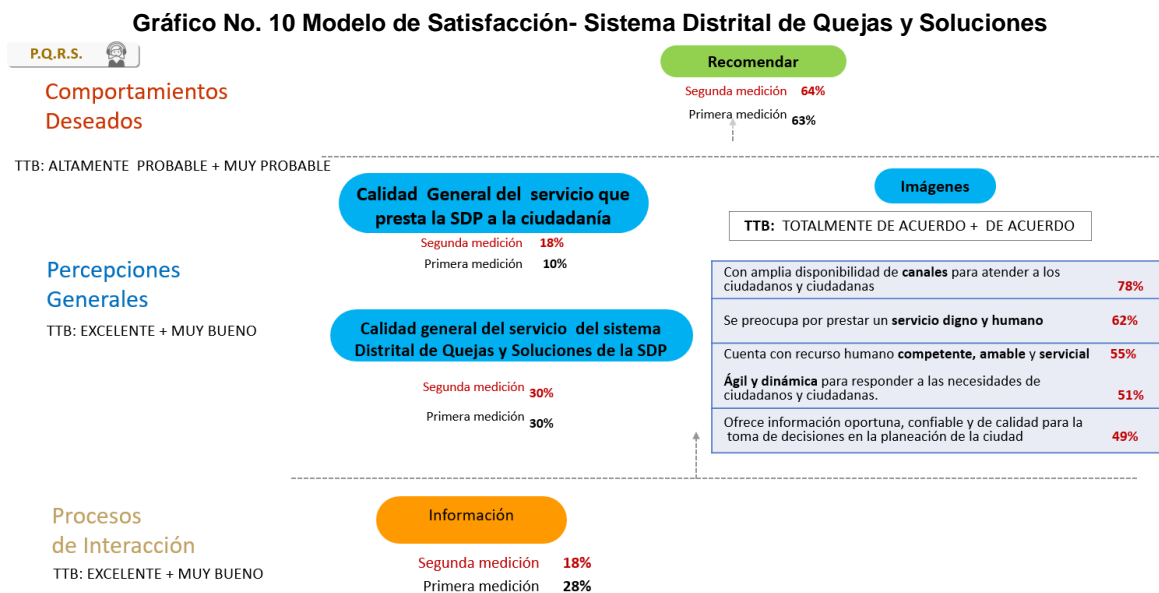 Gráfico No. 10 Modelo de Satisfacción- Sistema Distrital de Quejas y Soluciones
P.Q.R.S.
Comportamientos
Deseados
TTB: ALTAMENTE PROBABLE + MUY PROBABLE
Recomendar
Segunda medición 64%
Primera medición 63%
Percepciones
Generales
TTB: EXCELENTE + MUY BUENO
Calidad General del servicio que
presta la SDP a la ciudadanía
Segunda medición 18%
Primera medición 10%
Calidad general del servicio del sistema
Distrital de Quejas y Soluciones de la SDP
Segunda medición 30%
Primera medición 30%
Imágenes
TTB: TOTALMENTE DE ACUERDO + DE ACUERDO
Con amplia disponibilidad de canales para atender a los
ciudadanos y ciudadanas 78%
Se preocupa por prestar un servicio digno y humano 62%
Cuenta con recurso humano competente, amable y servicial 55%
Ágil y dinámica para responder a las necesidades de
ciudadanos y ciudadanas. 51%
Ofrece información oportuna, confiable y de calidad para la
toma de decisiones en la planeación de la ciudad 49%
Procesos
de Interacción
TTB: EXCELENTE + MUY BUENO
Información
Segunda medición 18%
Primera medición 28%